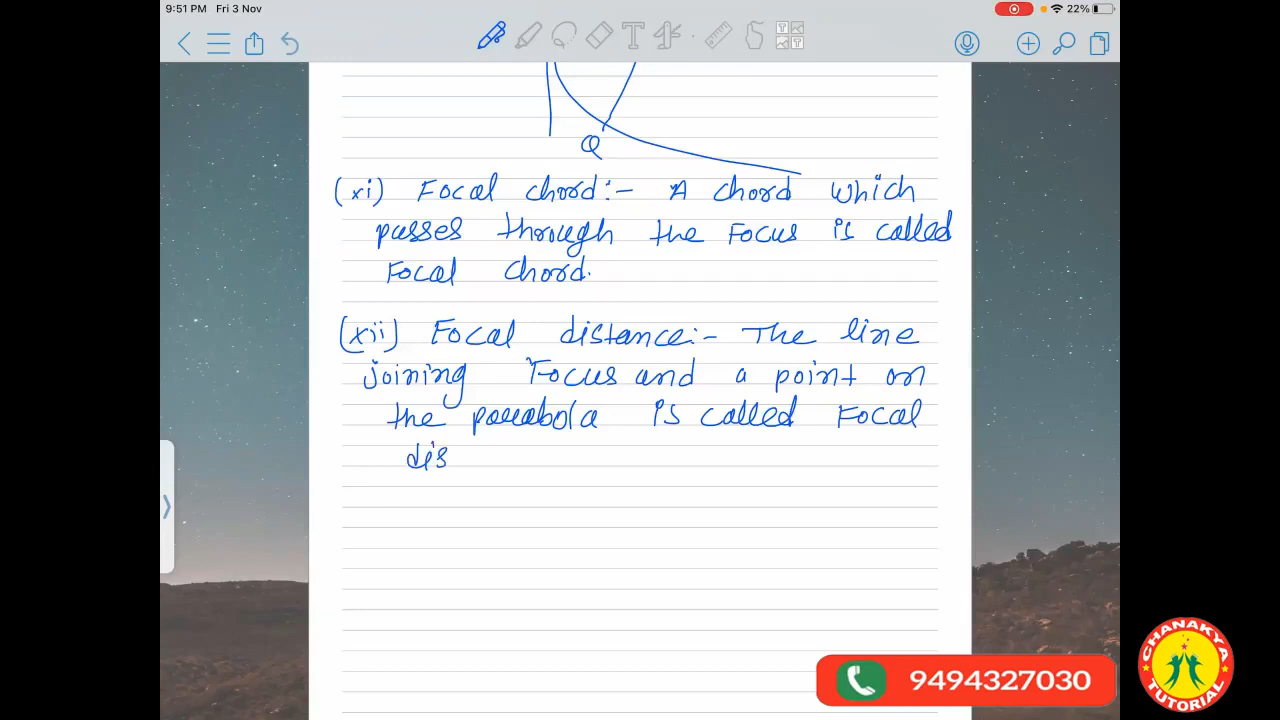 9:51 PM Fri 3 Nov
22%
Q
(xi) Focal chord:- A chord which
passes through the Focus is called
Focal chord.
(xii) Focal distance:- The line
joining Focus and a point on
the parabola is called Focal
dis
9494327030
CHANAKYA
TUTORIAL